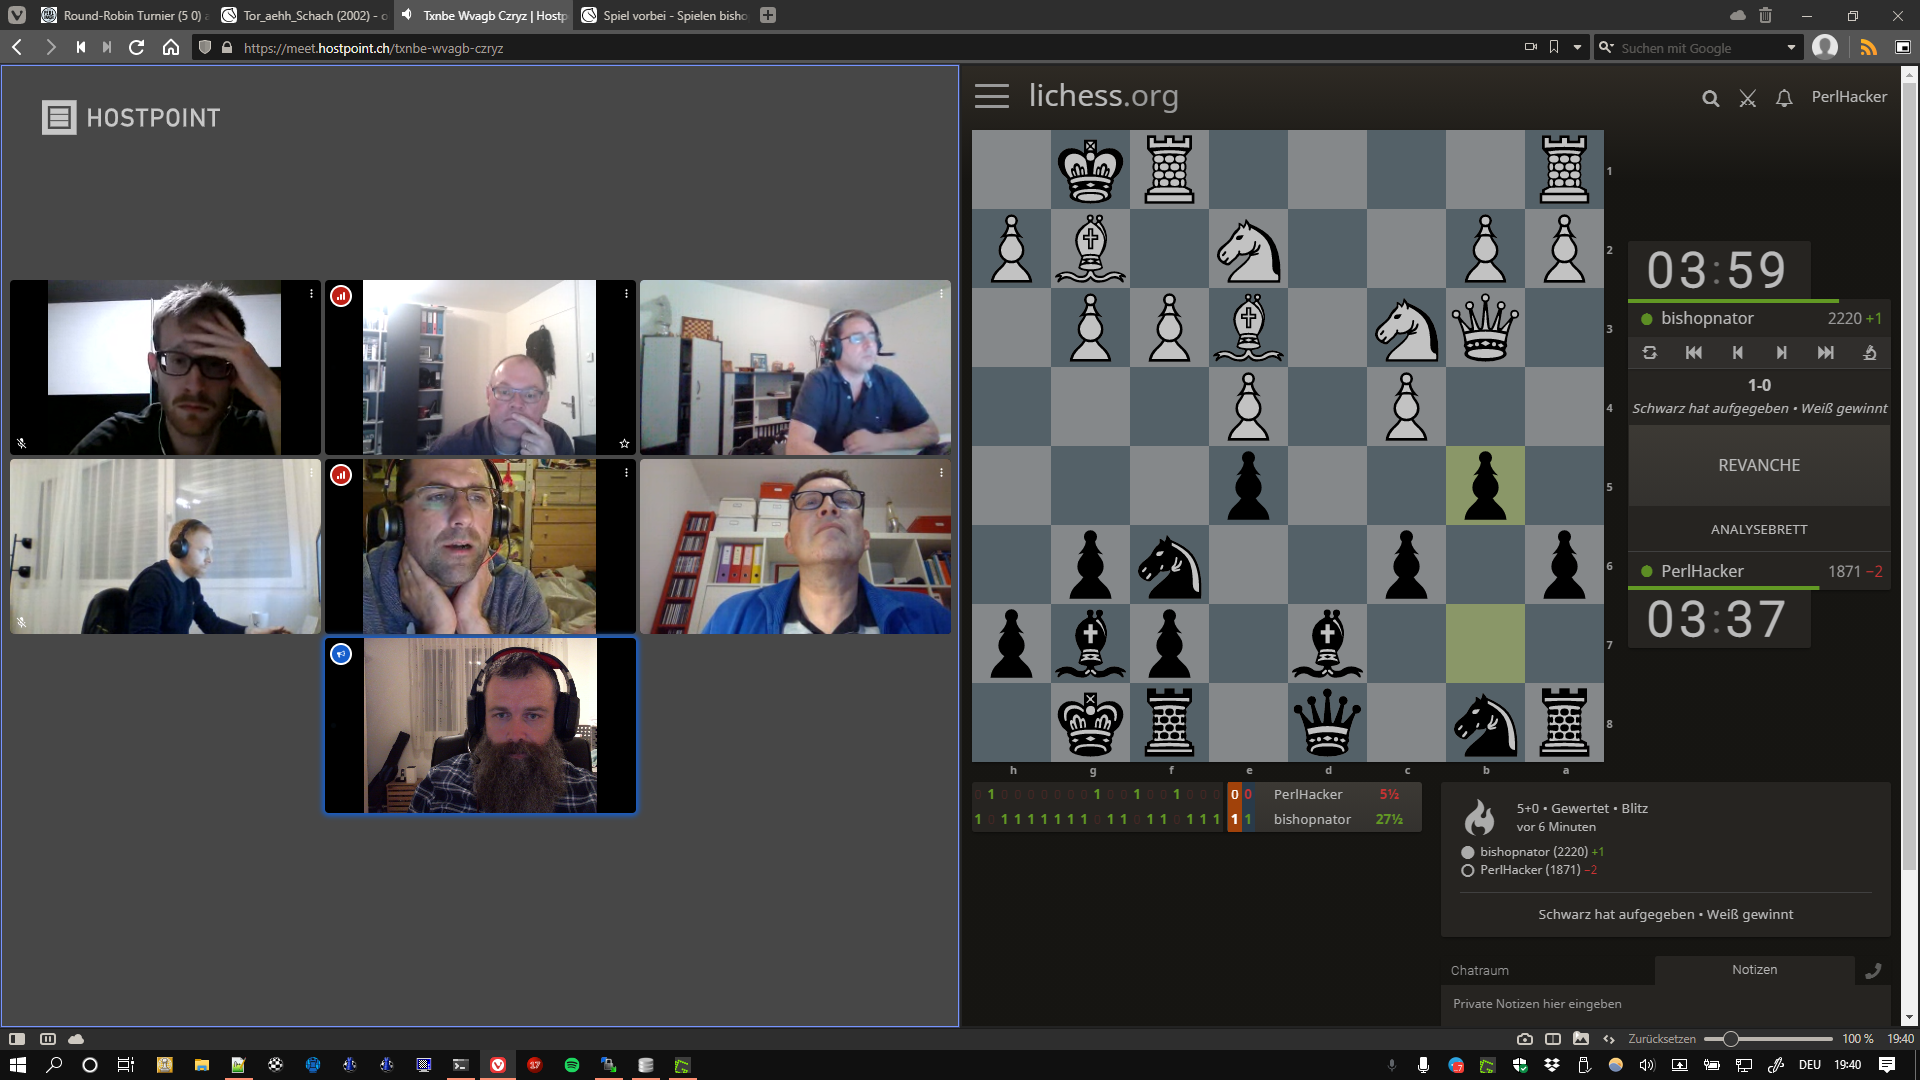 Round-Robin Turnier (5 0)
Tor_aehh_Schach (2002) -
Txnbe Wvagb Czryz | Hostp
Spiel vorbei - Spielen bisho
https://meet.hostpoint.ch/txnbe-wvagb-czryz
Suchen mit Google
HOSTPOINT
lichess.org
PerlHacker
1
2
3
4
5
6
7
8
h g f e d c b a
03:59
bishopnator 2220 +1
1-0
Schwarz hat aufgegeben • Weiß gewinnt
REVANCHE
ANALYSEBRETT
PerlHacker 1871 −2
03:37
0 1 0 0 0 0 0 0 0 1 0 0 1 0 0 1 0 0 0 0 0 PerlHacker 5½
1 0 1 1 1 1 1 1 1 0 1 1 0 1 1 0 1 1 1 1 1 bishopnator 27½
5+0 • Gewertet • Blitz
vor 6 Minuten
bishopnator (2220) +1
PerlHacker (1871) −2
Schwarz hat aufgegeben • Weiß gewinnt
Chatraum
Notizen
Private Notizen hier eingeben
Zurücksetzen
100 %
19:40
DEU
19:40